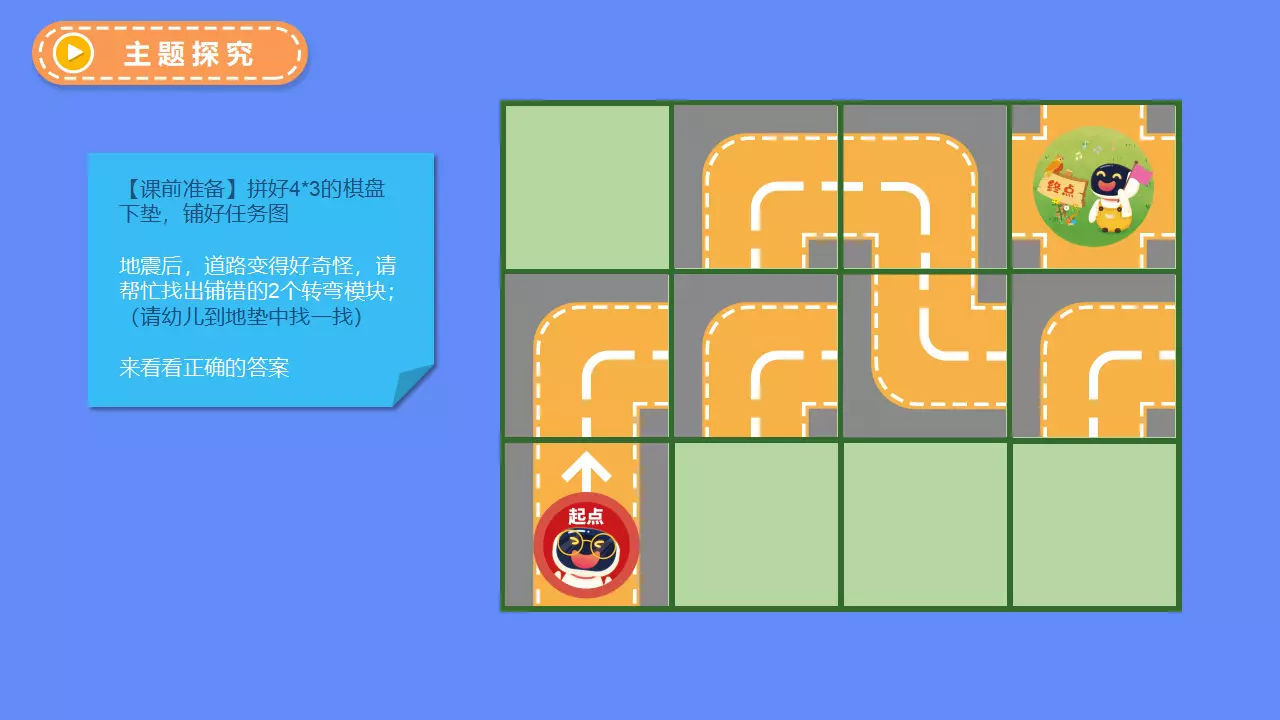 主题探究
【课前准备】拼好4*3的棋盘
下垫，铺好任务图
地震后，道路变得好奇怪，请
帮忙找出铺错的2个转弯模块；
（请幼儿到地垫中找一找）
来看看正确的答案
终点
起点